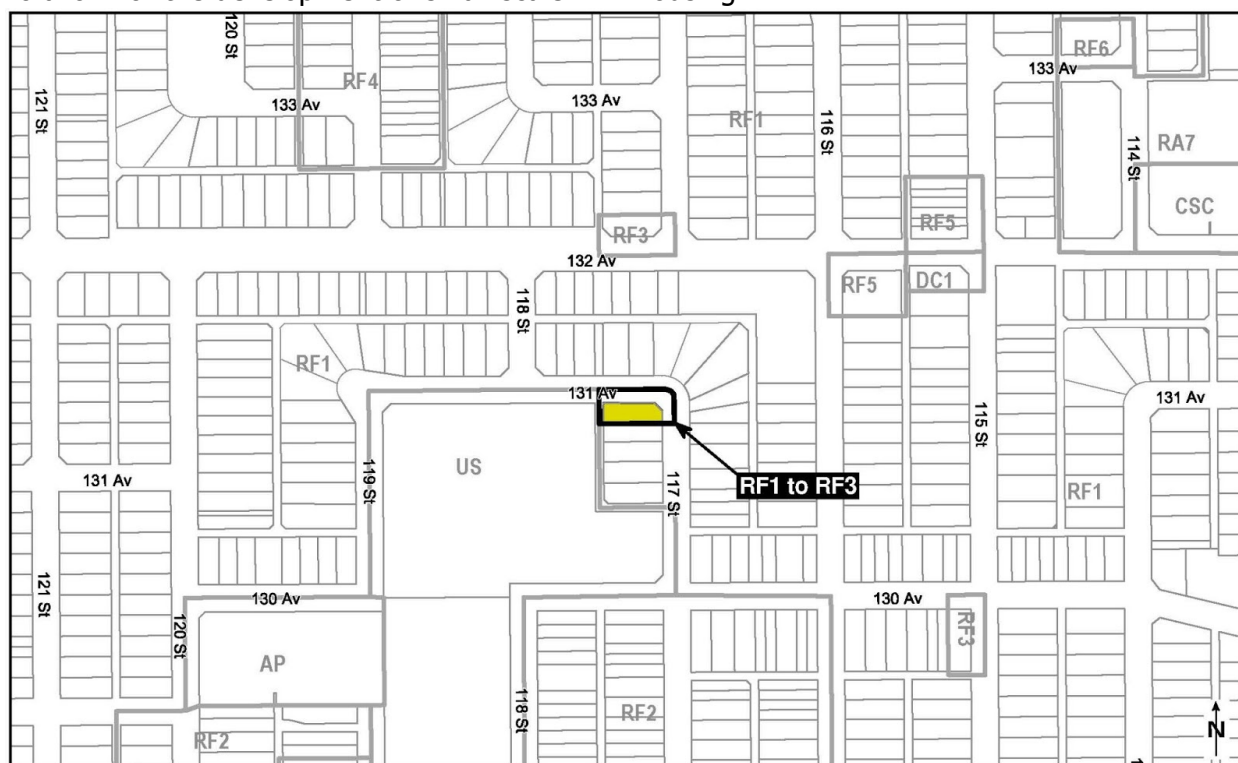 120 St
RF6
RF4
133 Av
121 St
133 Av
133 Av
RF1
116 St
114 St
RA7
CSC
RF5
RF3
132 Av
RF5
DC1
118 St
RF1
131 Av
131 Av
115 St
US
119 St
117 St
RF1 to RF3
131 Av
RF1
121 St
130 Av
130 Av
120 St
RF3
AP
118 St
RF2
RF2
N